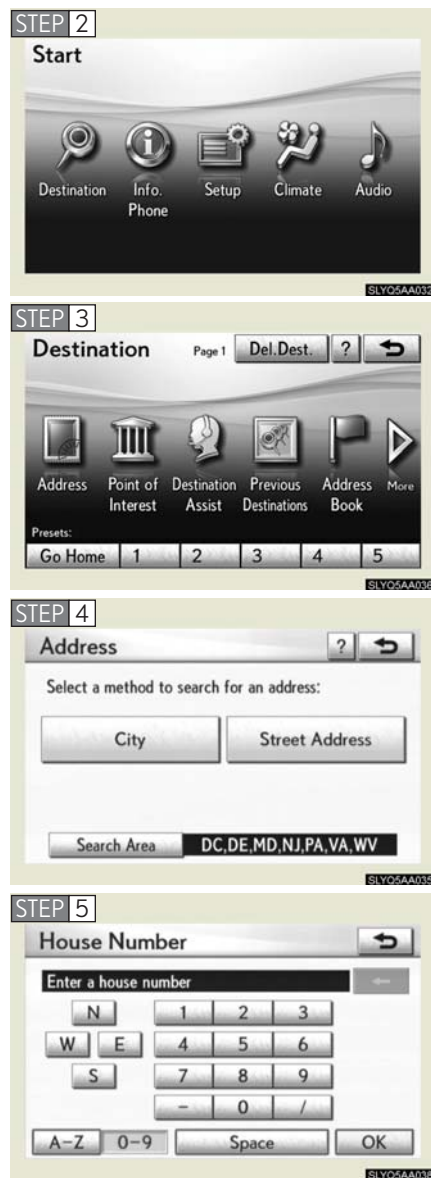 STEP 2
Start
Destination Info. Phone Setup Climate Audio
SLYQ5AA032
STEP 3
Destination Page 1 Del.Dest. ?
Address Point of Interest Destination Assist Previous Destinations Address Book More
Presets:
Go Home 1 2 3 4 5
SLYQ5AA036
STEP 4
Address ?
Select a method to search for an address:
City Street Address
Search Area DC,DE,MD,NJ,PA,VA,WV
SLYQ5AA035
STEP 5
House Number
Enter a house number
N 1 2 3
W E 4 5 6
S 7 8 9
- 0 /
A-Z 0-9 Space OK
SLYQ5AA038